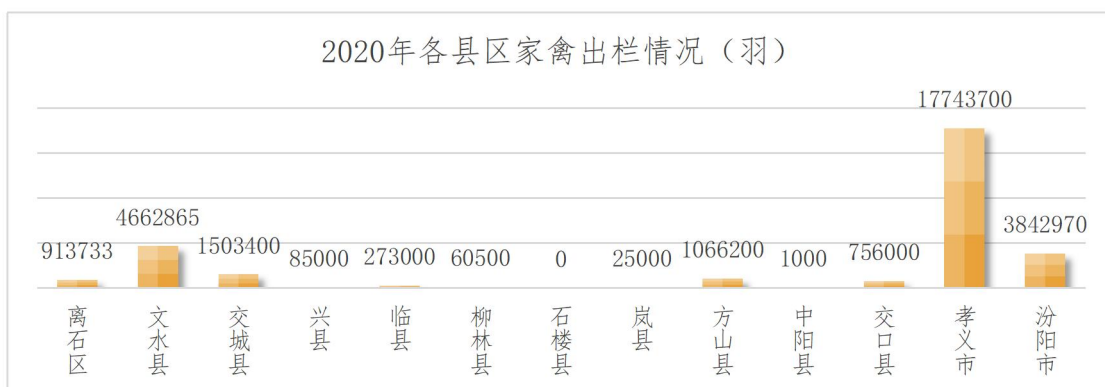 2020年各县区家禽出栏情况（羽）
17743700
4662865
3842970
913733
1503400
85000
273000
60500
0
25000
1066200
1000
756000
离石区
文水县
交城县
兴县
临县
柳林县
石楼县
岚县
方山县
中阳县
交口县
孝义市
汾阳市